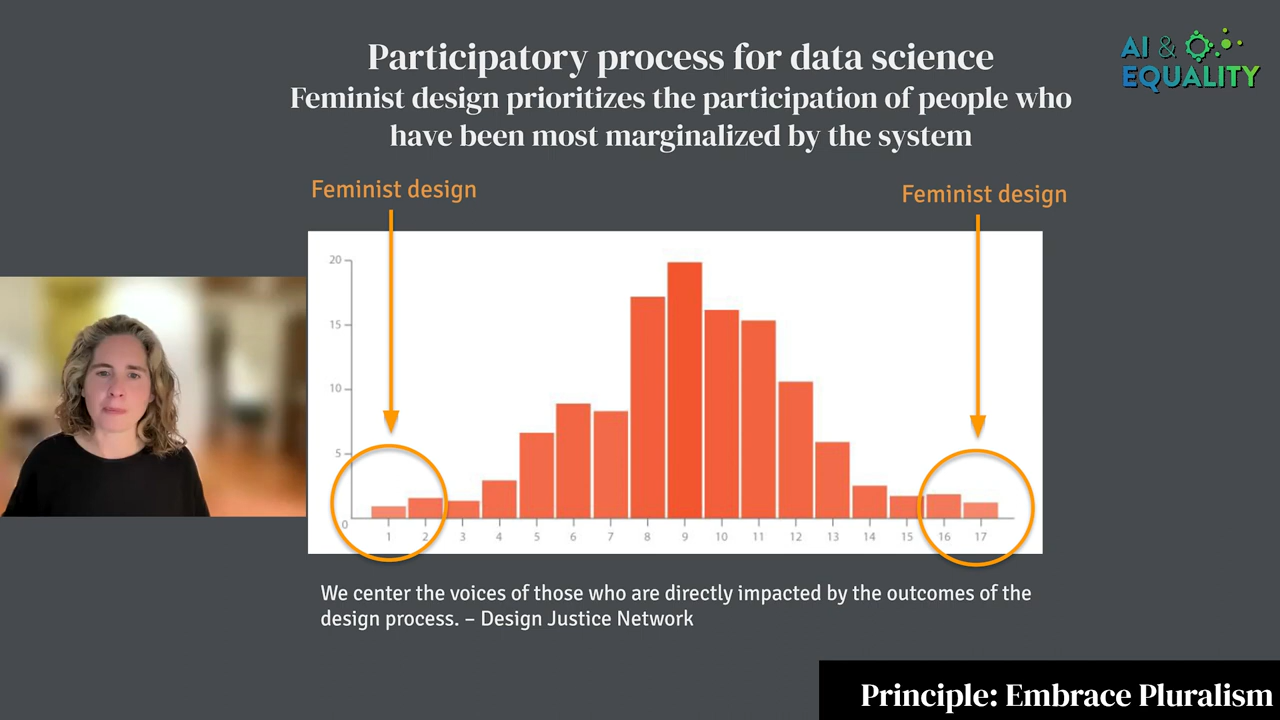 Participatory process for data science
Feminist design prioritizes the participation of people who
have been most marginalized by the system
AI &
EQUALITY
Feminist design
Feminist design
20
15
10
5
0
1 2 3 4 5 6 7 8 9 10 11 12 13 14 15 16 17
We center the voices of those who are directly impacted by the outcomes of the
design process. – Design Justice Network
Principle: Embrace Pluralism